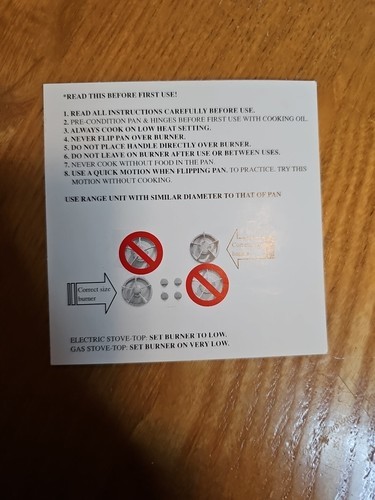 *READ THIS BEFORE FIRST USE!
1. READ ALL INSTRUCTIONS CAREFULLY BEFORE USE.
2. PRE-CONDITION PAN & HINGES BEFORE FIRST USE WITH COOKING OIL.
3. ALWAYS COOK ON LOW HEAT SETTING.
4. NEVER FLIP PAN OVER BURNER.
5. DO NOT PLACE HANDLE DIRECTLY OVER BURNER.
6. DO NOT LEAVE ON BURNER AFTER USE OR BETWEEN USES.
7. NEVER COOK WITHOUT FOOD IN THE PAN.
8. USE A QUICK MOTION WHEN FLIPPING PAN. TO PRACTICE, TRY THIS
MOTION WITHOUT COOKING.
USE RANGE UNIT WITH SIMILAR DIAMETER TO THAT OF PAN
Correct size
burner
ELECTRIC STOVE-TOP: SET BURNER TO LOW.
GAS STOVE-TOP: SET BURNER ON VERY LOW.